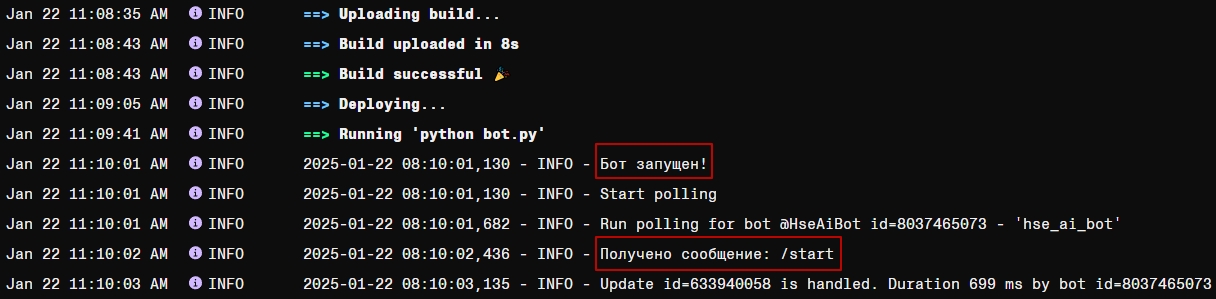 Jan 22 11:08:35 AM INFO ==> Uploading build...
Jan 22 11:08:43 AM INFO ==> Build uploaded in 8s
Jan 22 11:08:43 AM INFO ==> Build successful 🎉
Jan 22 11:09:05 AM INFO ==> Deploying...
Jan 22 11:09:41 AM INFO ==> Running 'python bot.py'
Jan 22 11:10:01 AM INFO 2025-01-22 08:10:01,130 - INFO - Бот запущен!
Jan 22 11:10:01 AM INFO 2025-01-22 08:10:01,130 - INFO - Start polling
Jan 22 11:10:01 AM INFO 2025-01-22 08:10:01,682 - INFO - Run polling for bot @HseAiBot id=8037465073 - 'hse_ai_bot'
Jan 22 11:10:02 AM INFO 2025-01-22 08:10:02,436 - INFO - Получено сообщение: /start
Jan 22 11:10:03 AM INFO 2025-01-22 08:10:03,135 - INFO - Update id=633940058 is handled. Duration 699 ms by bot id=8037465073